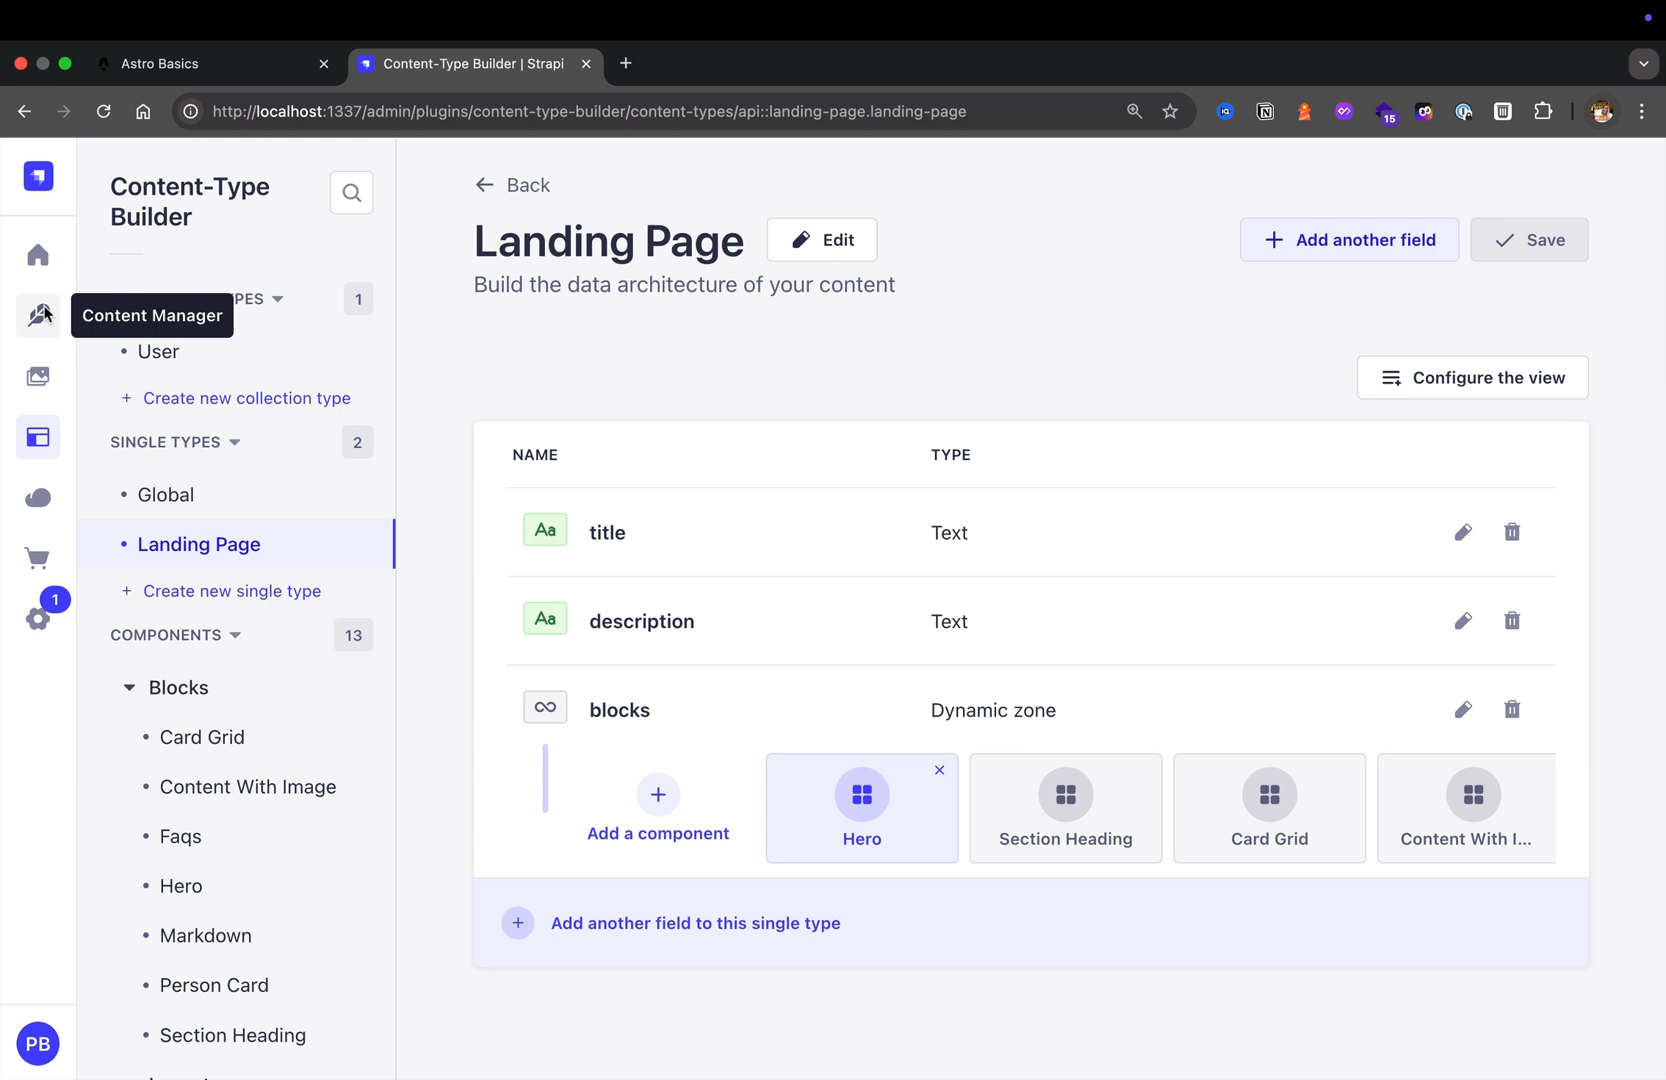 Astro Basics
Content-Type Builder | Strapi
http://localhost:1337/admin/plugins/content-type-builder/content-types/api::landing-page.landing-page
15
Content-Type
Builder
PES
1
Content Manager
User
+ Create new collection type
SINGLE TYPES
2
Global
Landing Page
+ Create new single type
1
COMPONENTS
13
Blocks
Card Grid
Content With Image
Faqs
Hero
Markdown
Person Card
Section Heading
PB
Back
Landing Page
Edit
Build the data architecture of your content
Add another field
Save
Configure the view
NAME TYPE
Aa title Text
Aa description Text
blocks Dynamic zone
Add a component
Hero
Section Heading
Card Grid
Content With I...
Add another field to this single type